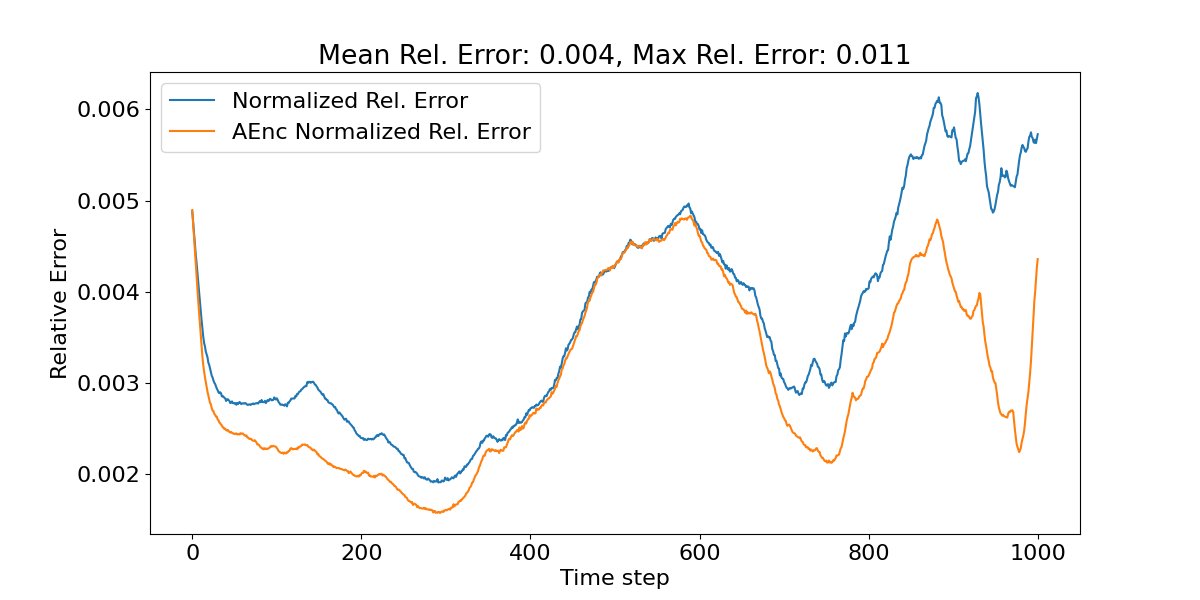 Mean Rel. Error: 0.004, Max Rel. Error: 0.011
Normalized Rel. Error
AEnc Normalized Rel. Error
Relative Error
0.006
0.005
0.004
0.003
0.002
0 200 400 600 800 1000
Time step